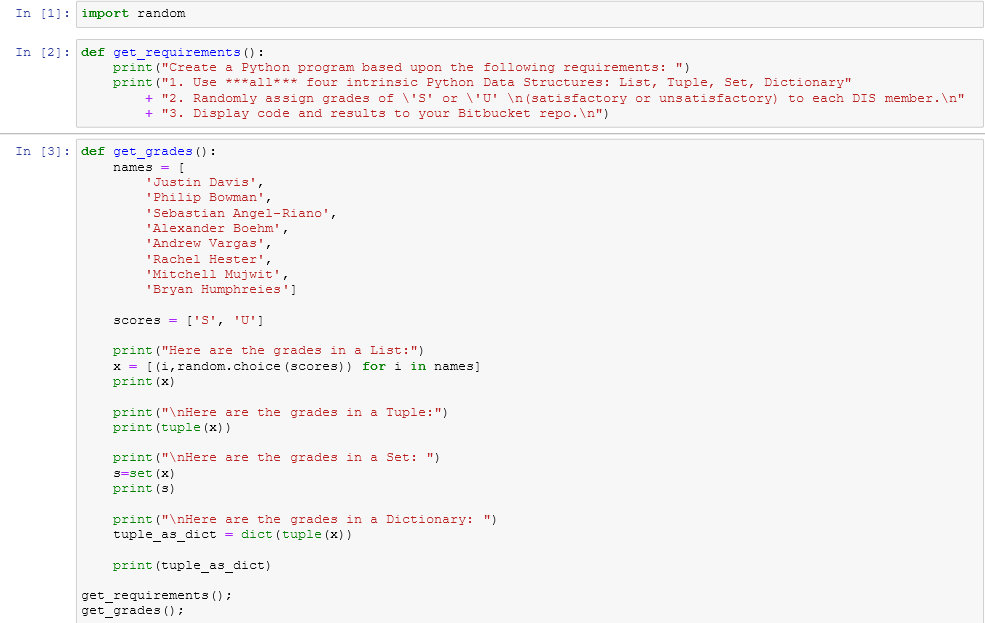 In [1]: import random
In [2]: def get_requirements():
    print("Create a Python program based upon the following requirements: ")
    print("1. Use ***all*** four intrinsic Python Data Structures: List, Tuple, Set, Dictionary"
        + "2. Randomly assign grades of \'S' or \'U' \n(satisfactory or unsatisfactory) to each DIS member.\n"
        + "3. Display code and results to your Bitbucket repo.\n")
In [3]: def get_grades():
    names = [
        'Justin Davis',
        'Philip Bowman',
        'Sebastian Angel-Riano',
        'Alexander Boehm',
        'Andrew Vargas',
        'Rachel Hester',
        'Mitchell Mujwit',
        'Bryan Humphreies']
    scores = ['S', 'U']
    print("Here are the grades in a List:")
    x = [(i,random.choice(scores)) for i in names]
    print(x)
    print("\nHere are the grades in a Tuple:")
    print(tuple(x))
    print("\nHere are the grades in a Set: ")
    s=set(x)
    print(s)
    print("\nHere are the grades in a Dictionary: ")
    tuple_as_dict = dict(tuple(x))
    print(tuple_as_dict)
get_requirements();
get_grades();